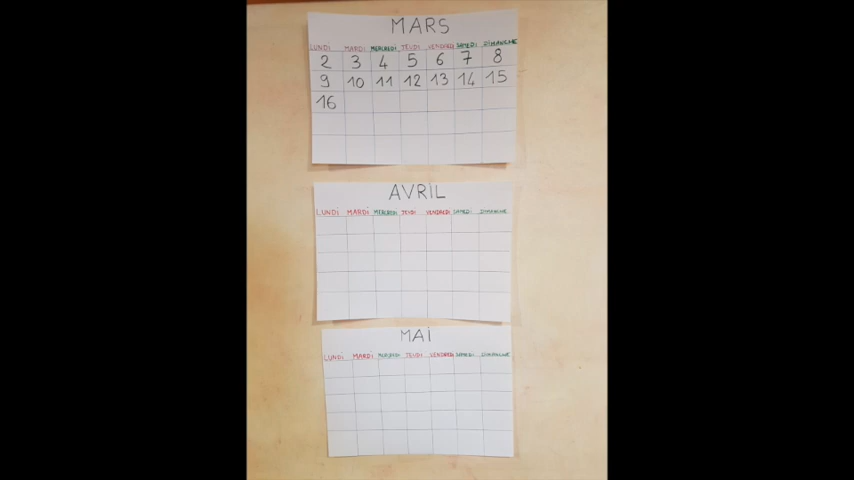 MARS
LUNDI MARDI MERCREDI JEUDI VENDREDI SAMEDI DIMANCHE
2 3 4 5 6 7 8
9 10 11 12 13 14 15
16
AVRIL
LUNDI MARDI MERCREDI JEUDI VENDREDI SAMEDI DIMANCHE
MAI
LUNDI MARDI MERCREDI JEUDI VENDREDI SAMEDI DIMANCHE